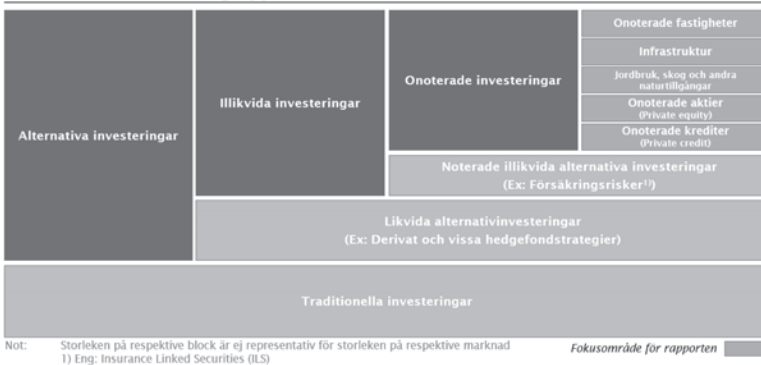 Onoterade fastigheter
Infrastruktur
Jordbruk, skog och andra
naturtillgångar
Onoterade aktier
(Private equity)
Onoterade krediter
(Private credit)
Onoterade investeringar
Illikvida investeringar
Alternativa investeringar
Noterade illikvida alternativa investeringar
(Ex: Försäkringsrisker¹⁾)
Likvida alternativinvesteringar
(Ex: Derivat och vissa hedgefondstrategier)
Traditionella investeringar
Not: Storleken på respektive block är ej representativ för storleken på respektive marknad
1) Eng: Insurance Linked Securities (ILS)
Fokusområde för rapporten